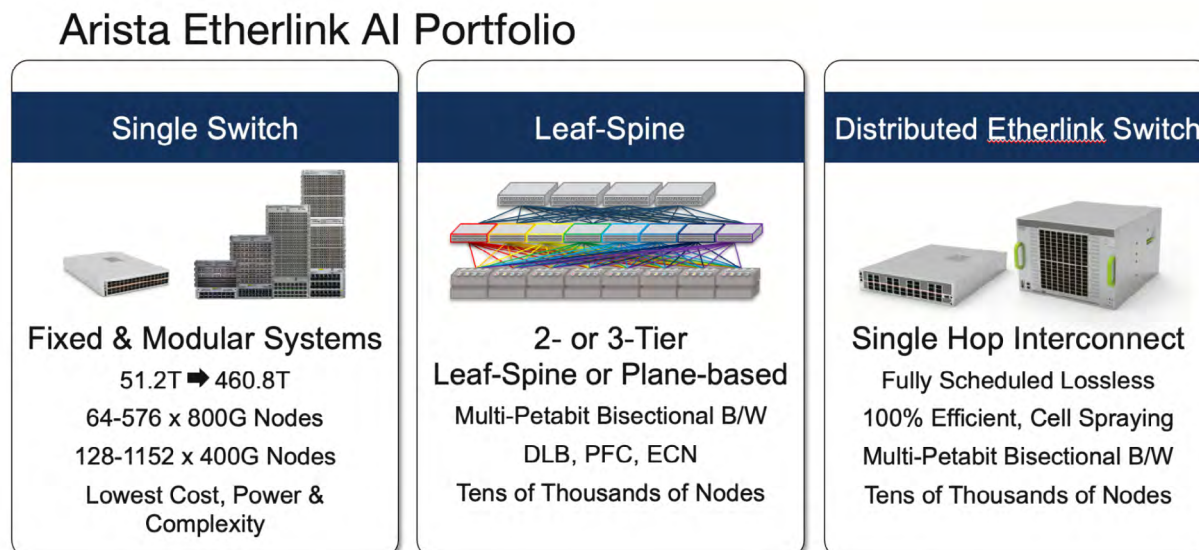 Arista Etherlink AI Portfolio
Single Switch
Fixed & Modular Systems
51.2T ➡ 460.8T
64-576 x 800G Nodes
128-1152 x 400G Nodes
Lowest Cost, Power &
Complexity
Leaf-Spine
2- or 3-Tier
Leaf-Spine or Plane-based
Multi-Petabit Bisectional B/W
DLB, PFC, ECN
Tens of Thousands of Nodes
Distributed Etherlink Switch
Single Hop Interconnect
Fully Scheduled Lossless
100% Efficient, Cell Spraying
Multi-Petabit Bisectional B/W
Tens of Thousands of Nodes